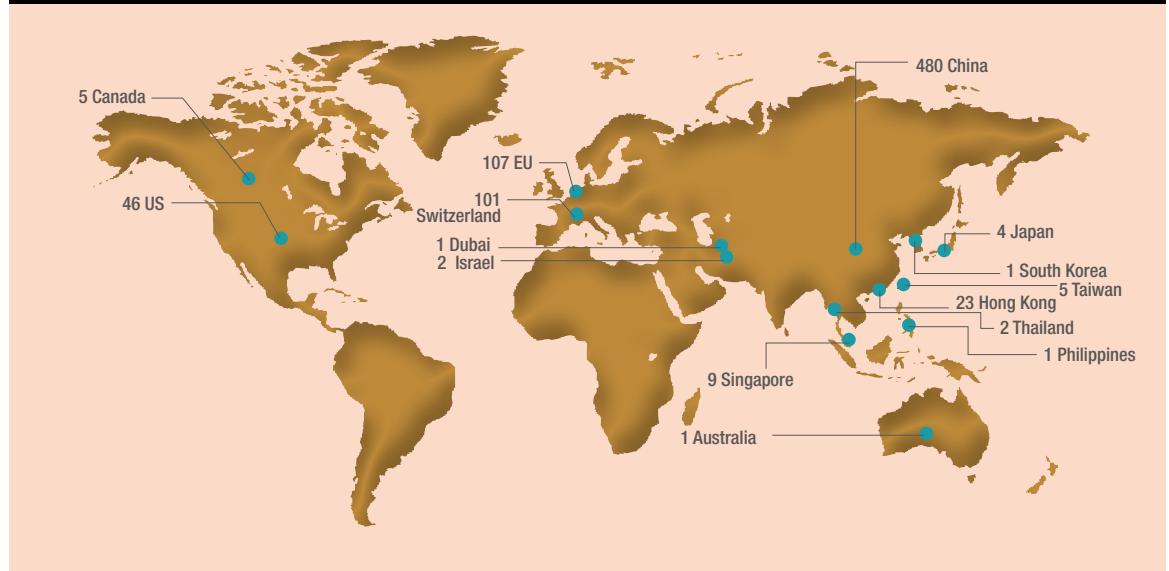 480 China
5 Canada
107 EU
46 US
101
Switzerland
1 Dubai
2 Israel
4 Japan
1 South Korea
5 Taiwan
23 Hong Kong
2 Thailand
1 Philippines
9 Singapore
1 Australia